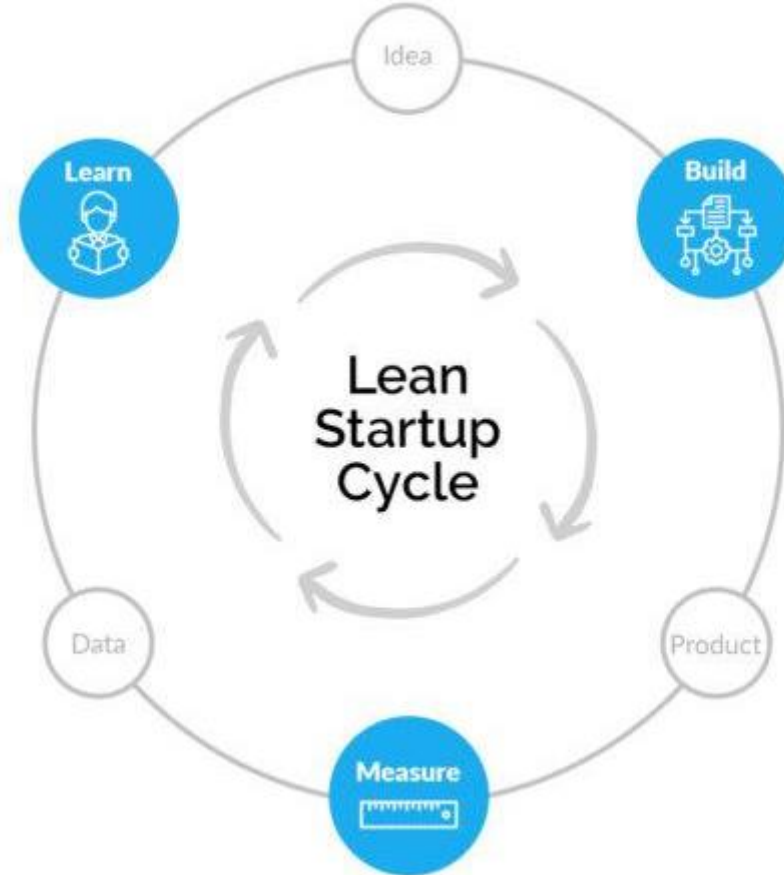 Idea
Learn
Build
Lean
Startup
Cycle
Data
Product
Measure